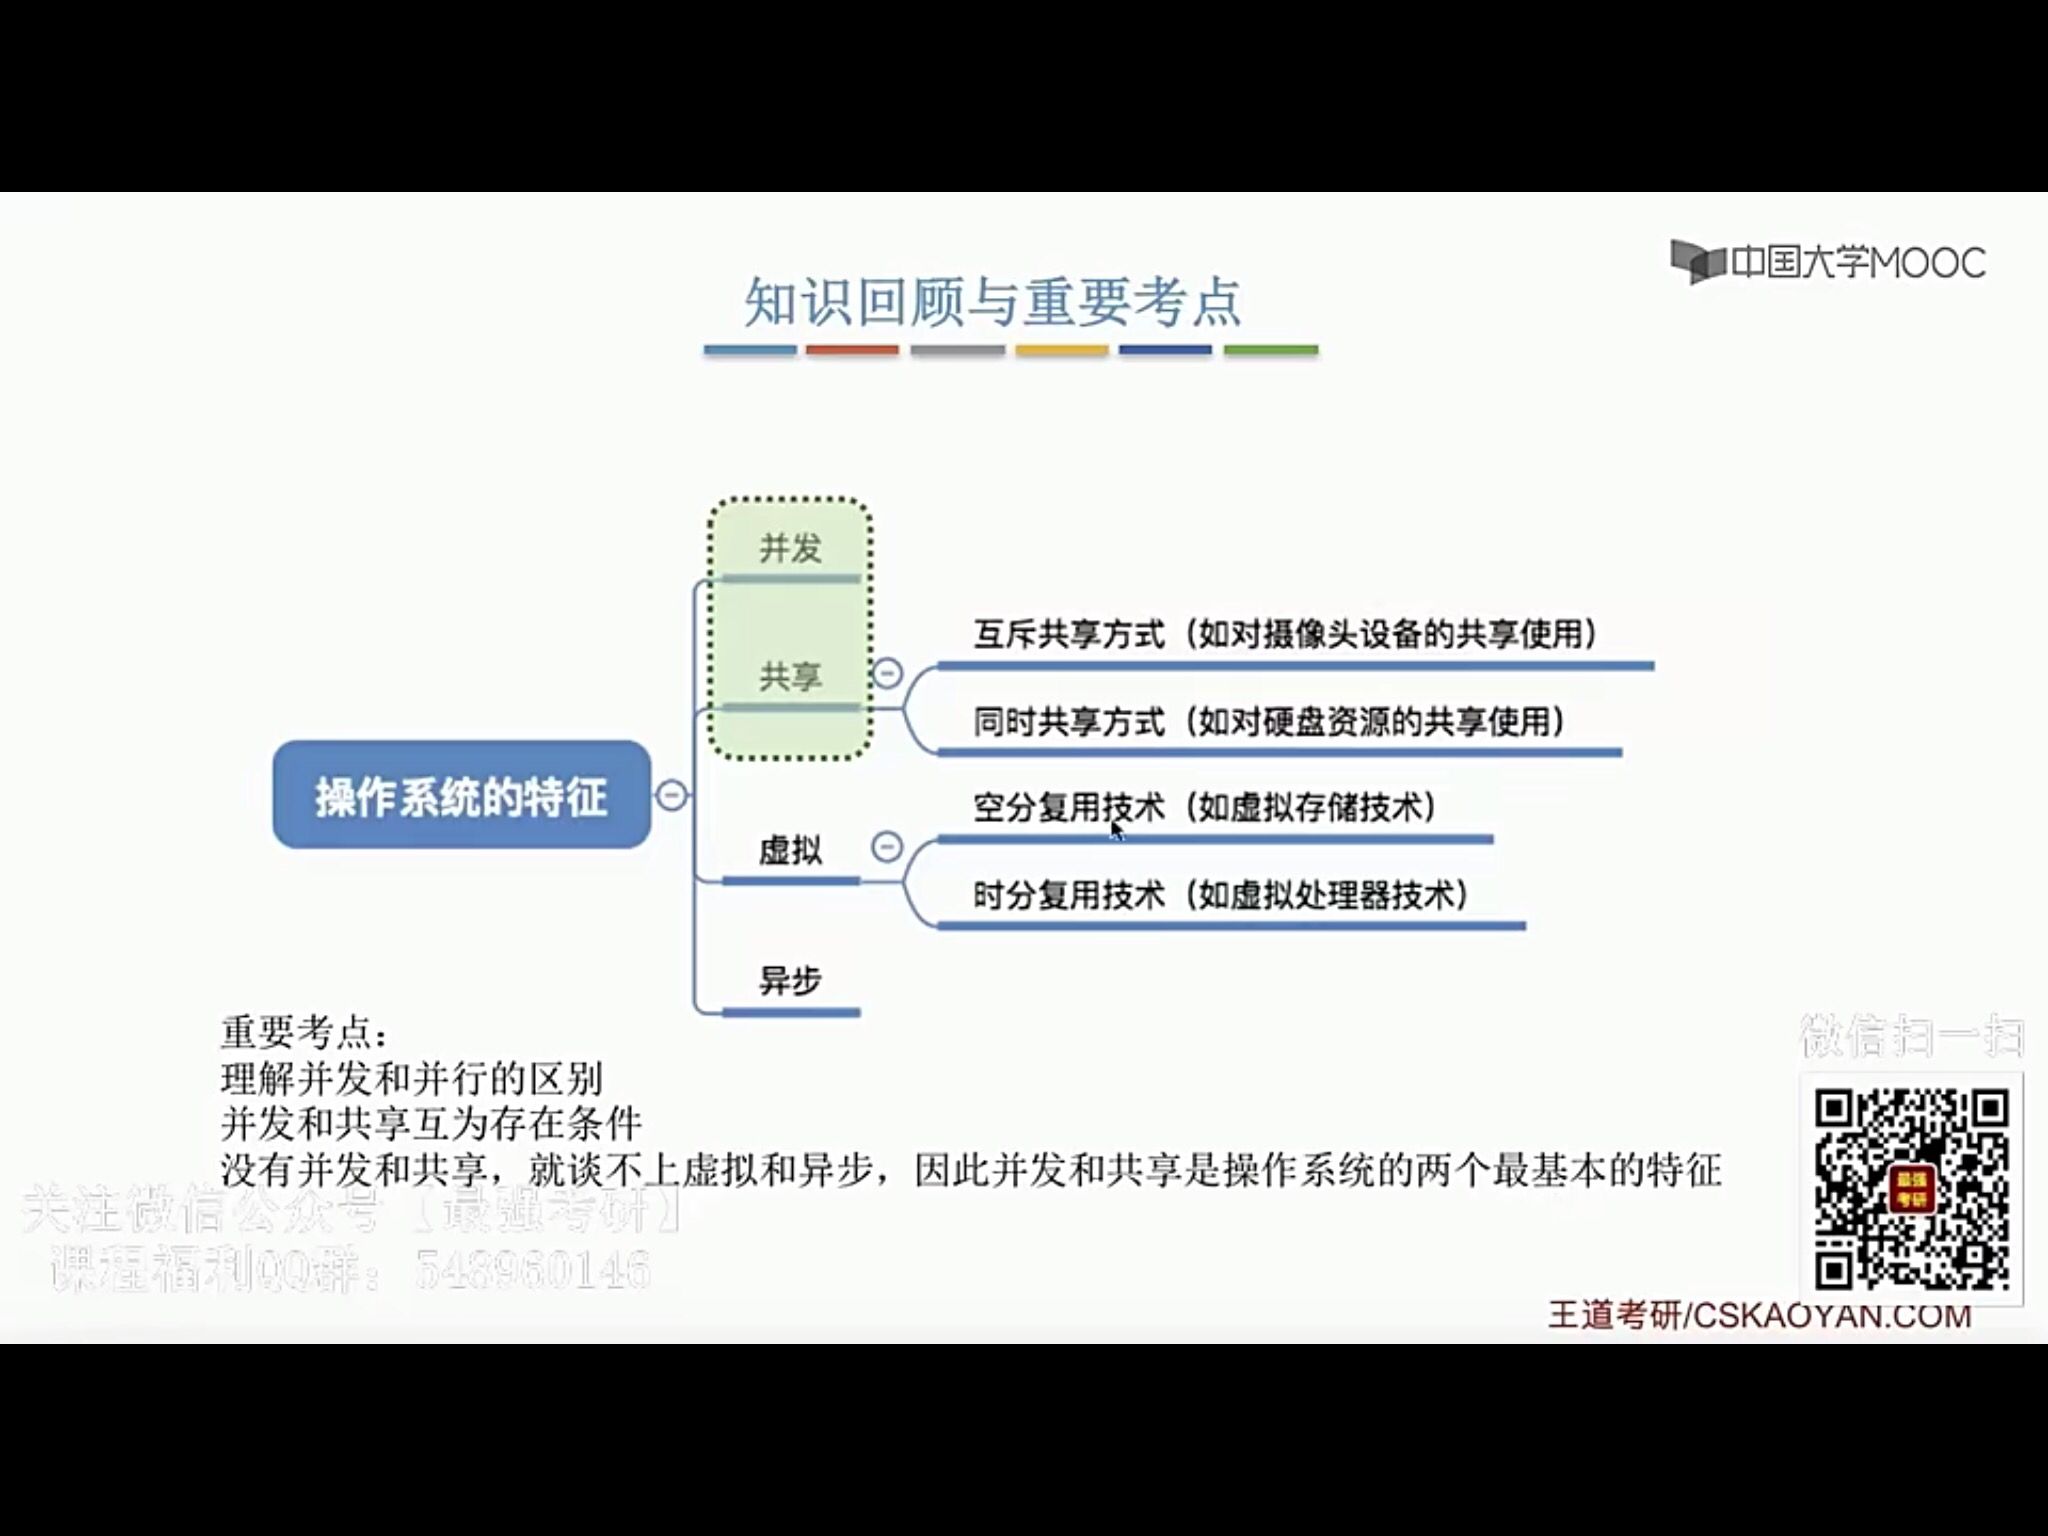 中国大学MOOC
知识回顾与重要考点
并发
共享
互斥共享方式（如对摄像头设备的共享使用）
同时共享方式（如对硬盘资源的共享使用）
操作系统的特征
虚拟
空分复用技术（如虚拟存储技术）
时分复用技术（如虚拟处理器技术）
异步
重要考点：
理解并发和并行的区别
并发和共享互为存在条件
没有并发和共享，就谈不上虚拟和异步，因此并发和共享是操作系统的两个最基本的特征
微信扫一扫
最强
考研
关注微信公众号【最强考研】
课程福利QQ群：548960146
王道考研/CSKAOYAN.COM